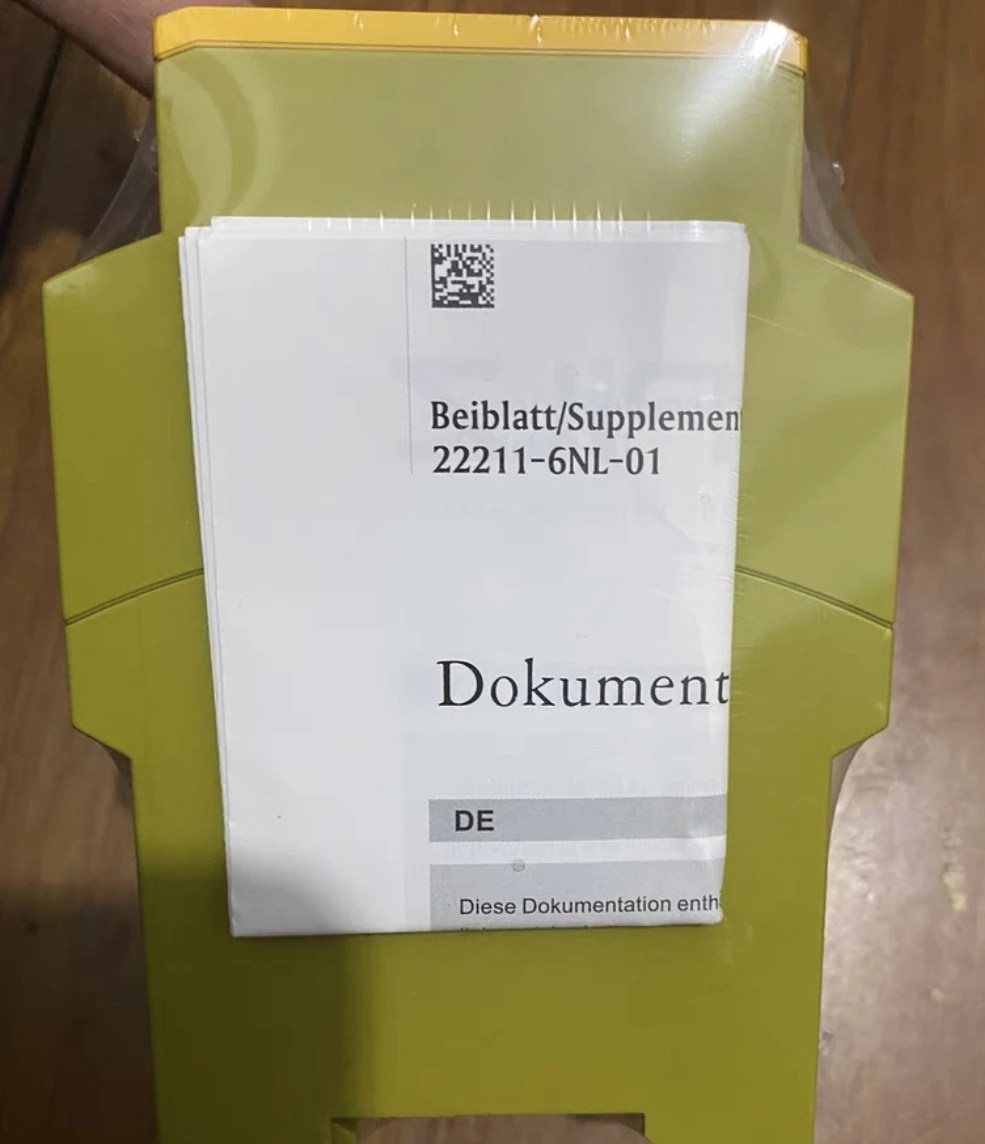 Beiblatt/Supplemen
22211-6NL-01
Dokument
DE
Diese Dokumentation enth